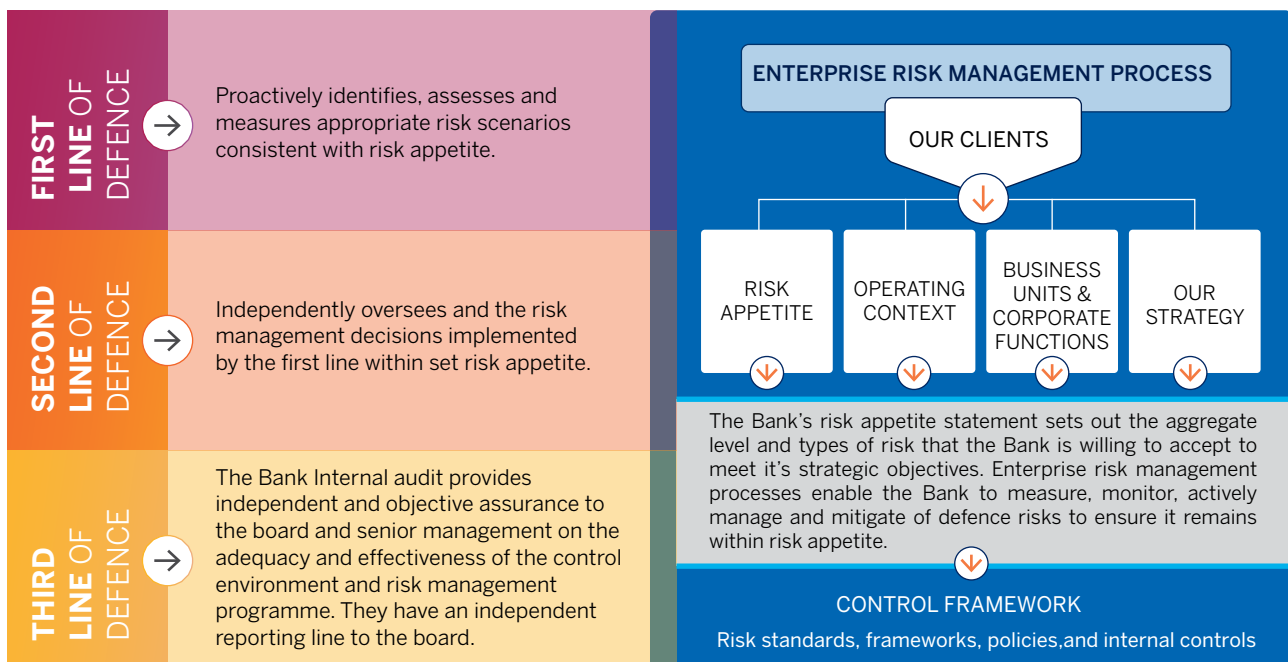 FIRST
LINE OF
DEFENCE
Proactively identifies, assesses and
measures appropriate risk scenarios
consistent with risk appetite.
SECOND
LINE OF
DEFENCE
Independently oversees and the risk
management decisions implemented
by the first line within set risk appetite.
THIRD
LINE OF
DEFENCE
The Bank Internal audit provides
independent and objective assurance to
the board and senior management on the
adequacy and effectiveness of the control
environment and risk management
programme. They have an independent
reporting line to the board.
ENTERPRISE RISK MANAGEMENT PROCESS
OUR CLIENTS
RISK
APPETITE
OPERATING
CONTEXT
BUSINESS
UNITS &
CORPORATE
FUNCTIONS
OUR
STRATEGY
The Bank's risk appetite statement sets out the aggregate
level and types of risk that the Bank is willing to accept to
meet it's strategic objectives. Enterprise risk management
processes enable the Bank to measure, monitor, actively
manage and mitigate of defence risks to ensure it remains
within risk appetite.
CONTROL FRAMEWORK
Risk standards, frameworks, policies,and internal controls